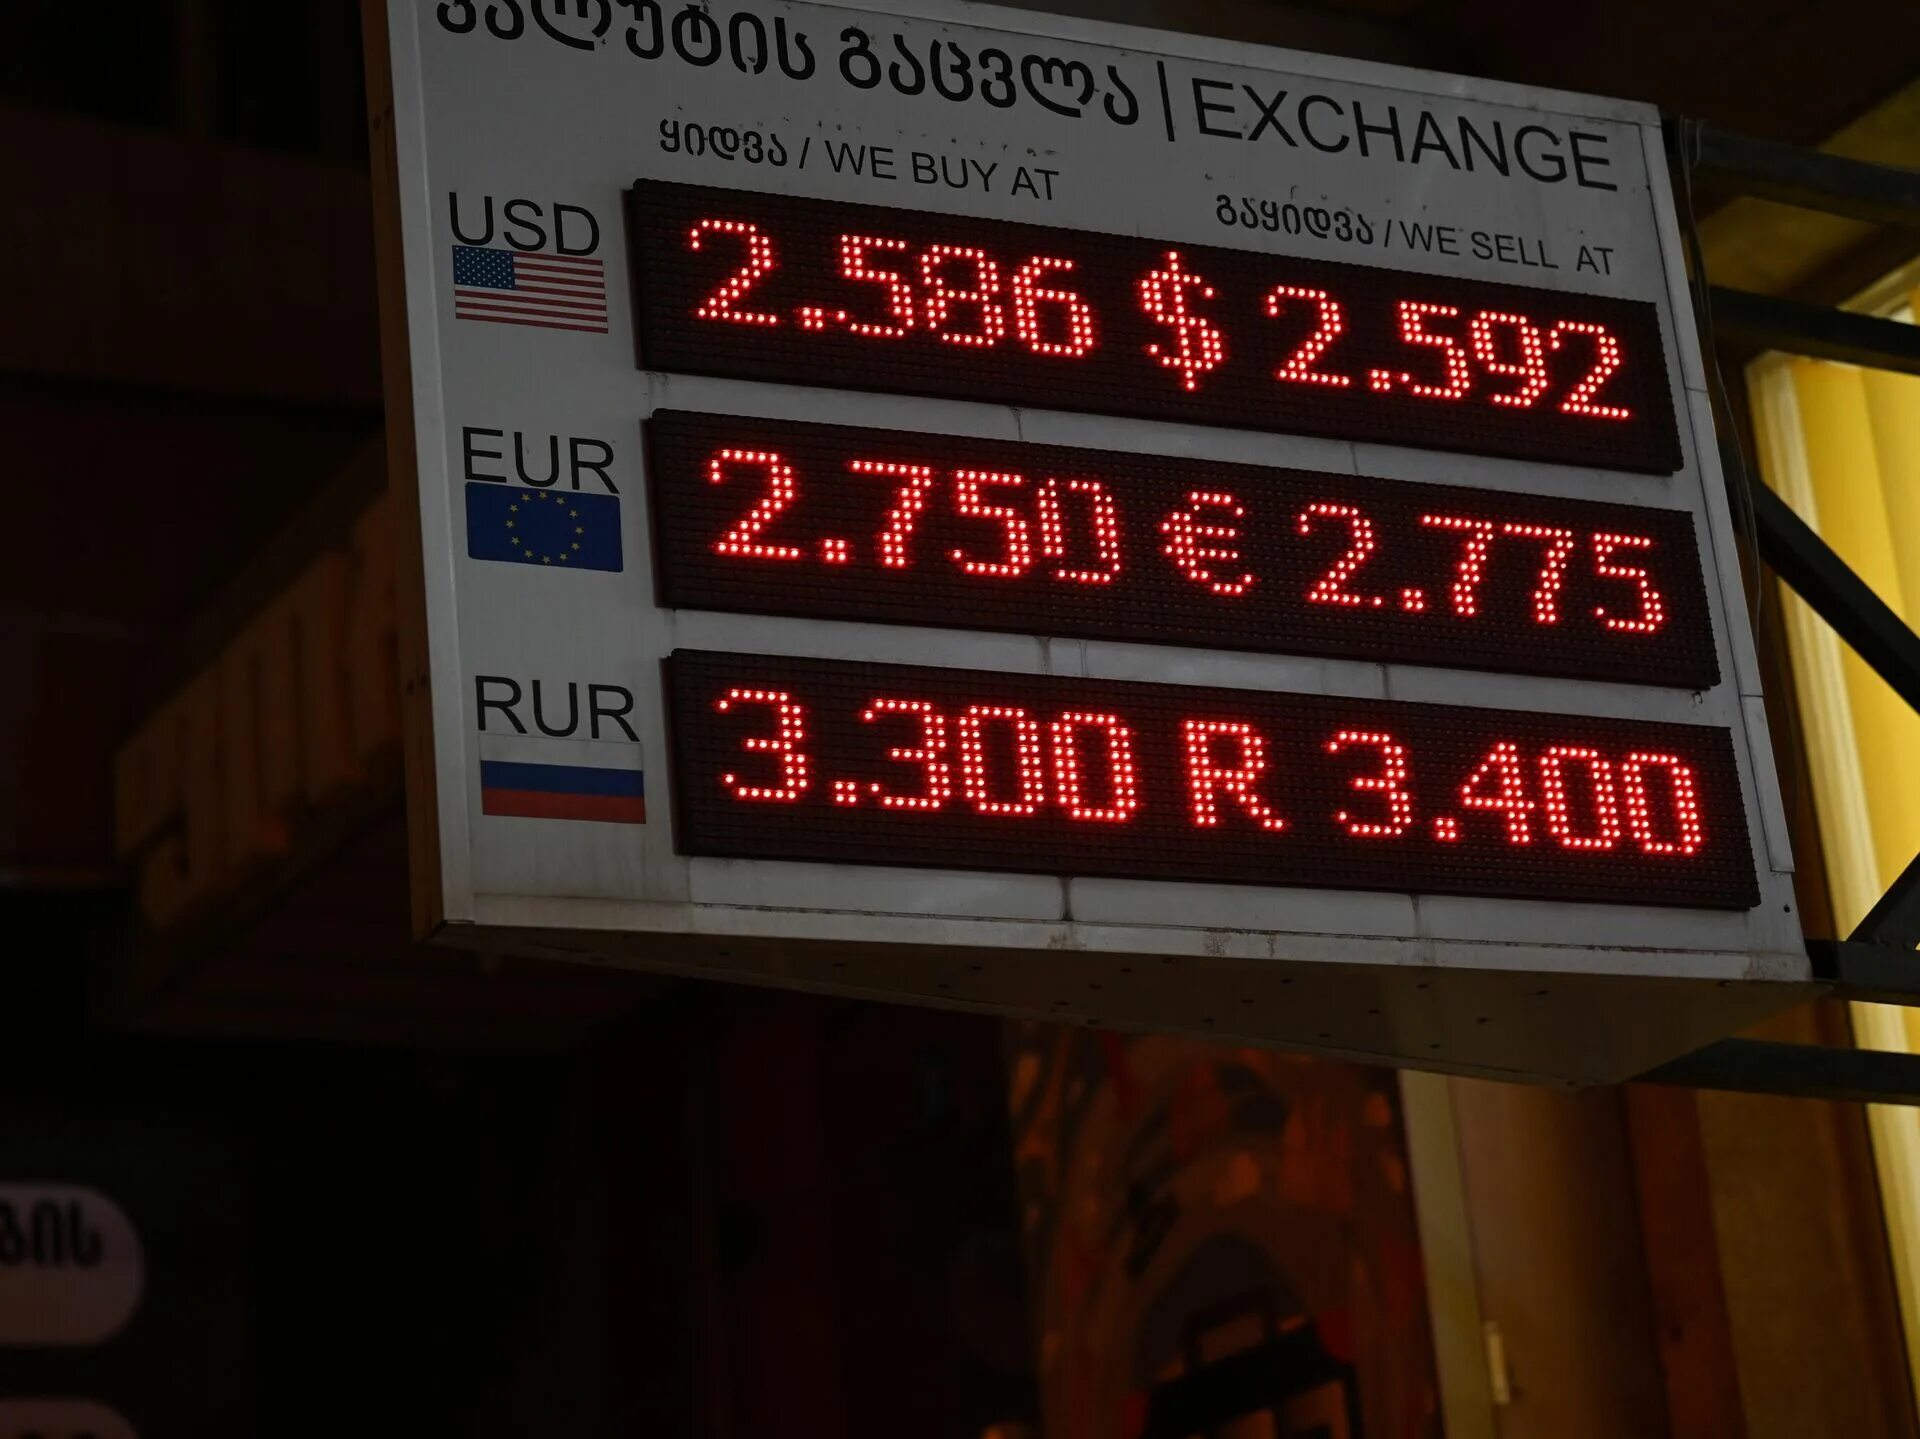 ვალუტის გაცვლა | EXCHANGE
ყიდვა / WE BUY AT
გაყიდვა / WE SELL AT
USD
2.586 $ 2.592
EUR
2.750 € 2.775
RUR
3.300 R 3.400